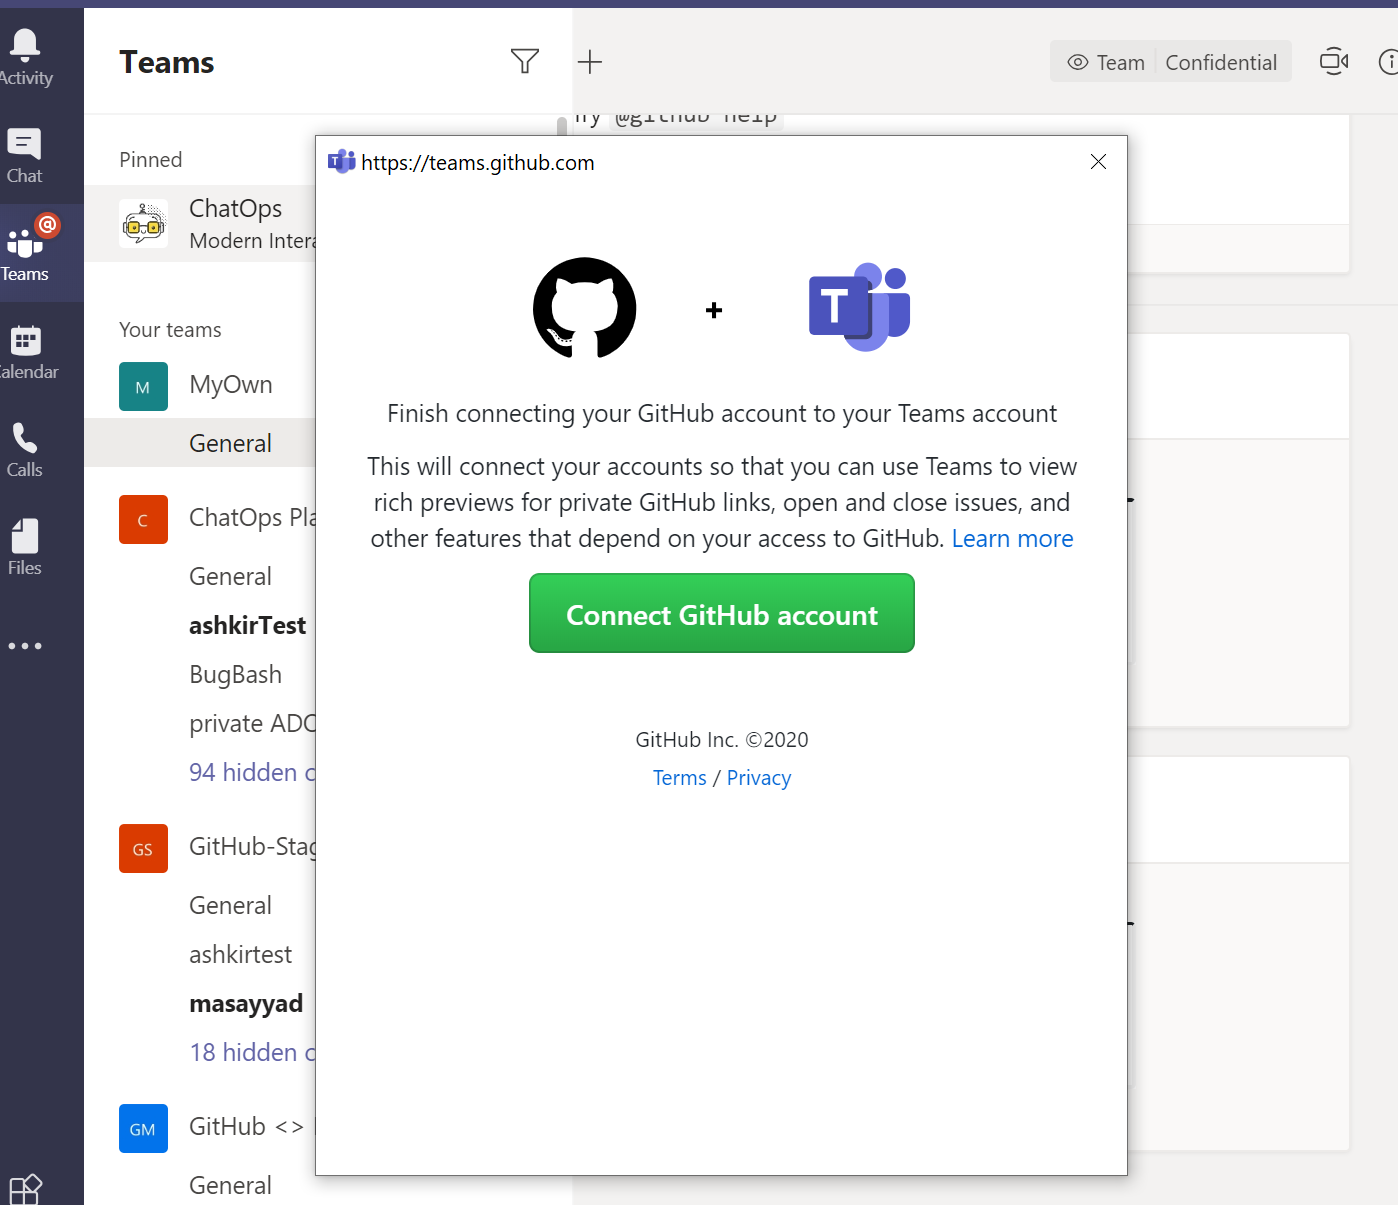 Activity
Chat
@
Teams
Calendar
Calls
Files
Teams
Pinned
ChatOps
Modern Intera
Your teams
M
MyOwn
General
C
ChatOps Pla
General
ashkirTest
BugBash
private ADO
94 hidden c
GS
GitHub-Stag
General
ashkirtest
masayyad
18 hidden c
GM
GitHub <>
General
Team
Confidential
@github help
T https://teams.github.com
+
T
Finish connecting your GitHub account to your Teams account
This will connect your accounts so that you can use Teams to view
rich previews for private GitHub links, open and close issues, and
other features that depend on your access to GitHub. Learn more
Connect GitHub account
GitHub Inc. ©2020
Terms / Privacy